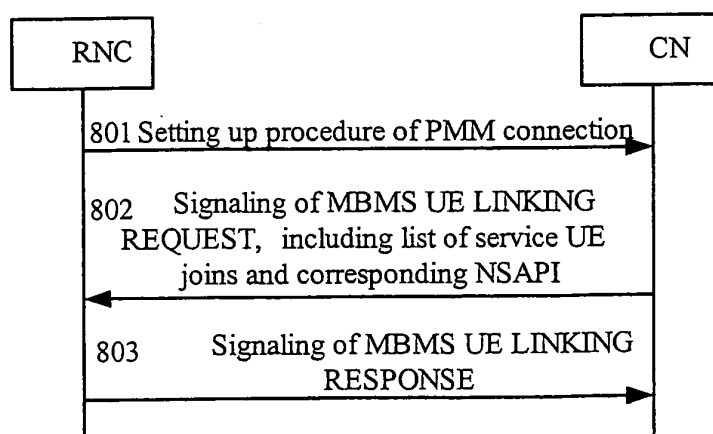 RNC
CN
801 Setting up procedure of PMM connection
802 Signaling of MBMS UE LINKING
REQUEST, including list of service UE
joins and corresponding NSAPI
803 Signaling of MBMS UE LINKING
RESPONSE